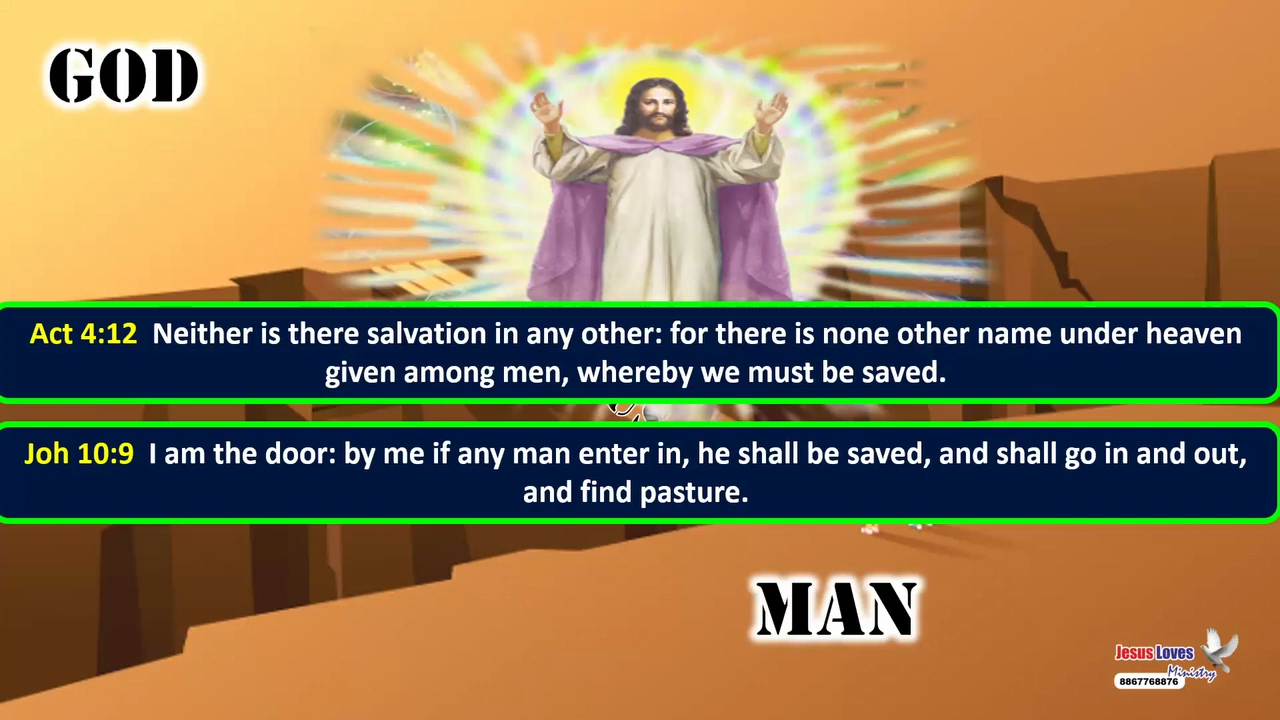 GOD
Act 4:12 Neither is there salvation in any other: for there is none other name under heaven
given among men, whereby we must be saved.
Joh 10:9 I am the door: by me if any man enter in, he shall be saved, and shall go in and out,
and find pasture.
MAN
Jesus Loves
Ministry
8867768876